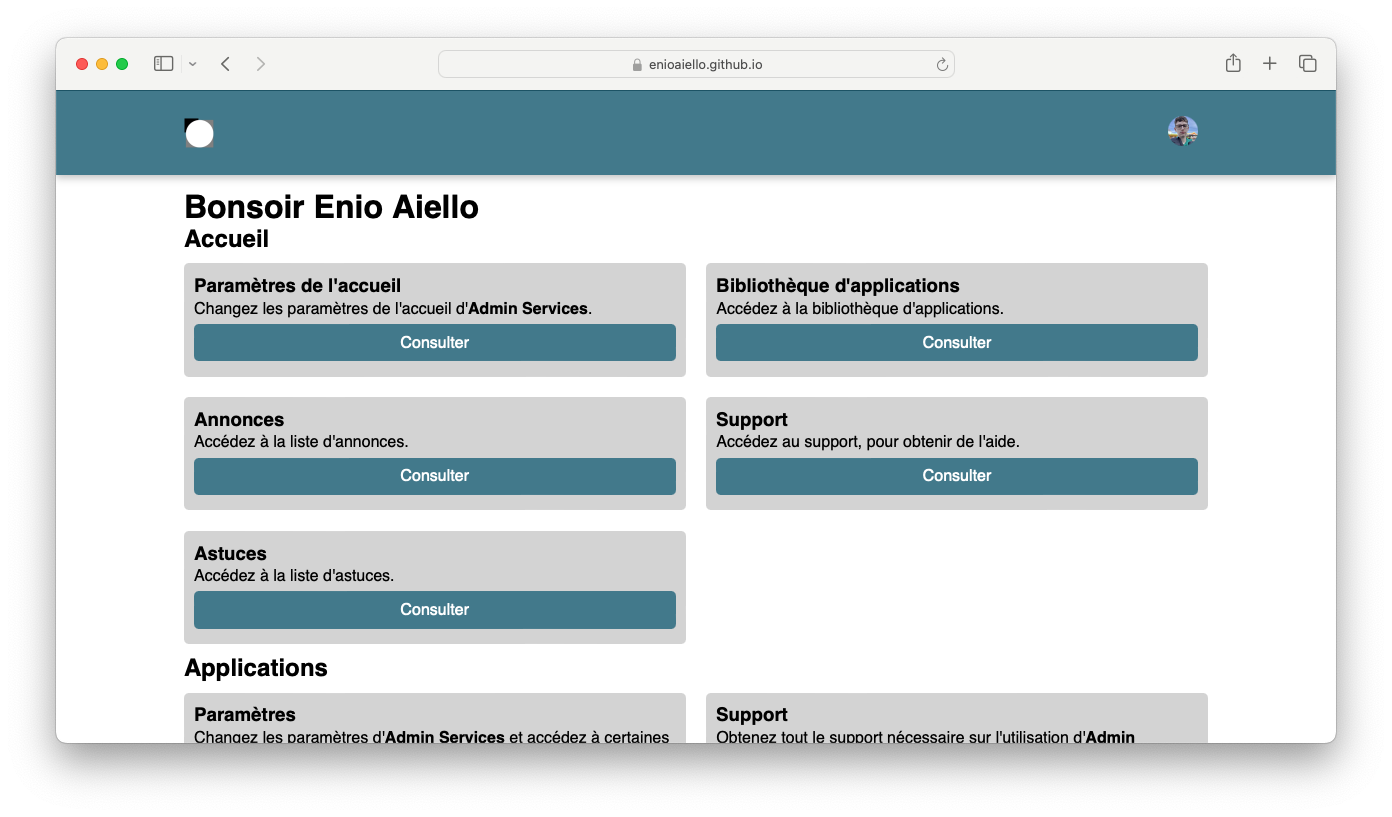 enioaiello.github.io
Bonsoir Enio Aiello
Accueil
Paramètres de l'accueil
Changez les paramètres de l'accueil d'Admin Services.
Consulter
Bibliothèque d'applications
Accédez à la bibliothèque d'applications.
Consulter
Annonces
Accédez à la liste d'annonces.
Consulter
Support
Accédez au support, pour obtenir de l'aide.
Consulter
Astuces
Accédez à la liste d'astuces.
Consulter
Applications
Paramètres
Changez les paramètres d'Admin Services et accédez à certaines
Support
Obtenez tout le support nécessaire sur l'utilisation d'Admin